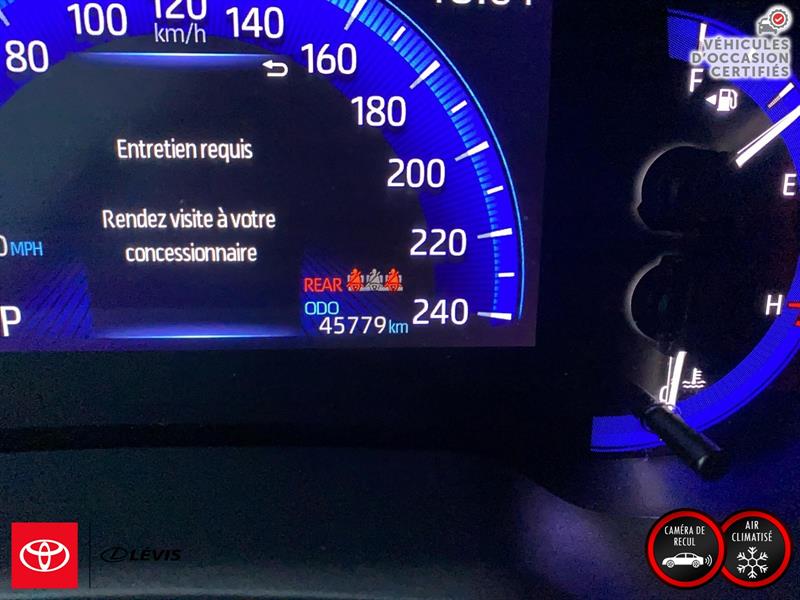 80
100
120
km/h
140
160
180
200
220
240
Entretien requis
Rendez visite à votre
concessionnaire
MPH
P
REAR
ODO
45779 km
F
E
H
VÉHICULES
D'OCCASION
CERTIFIÉS
LÉVIS
CAMÉRA DE
RECUL
AIR
CLIMATISÉ